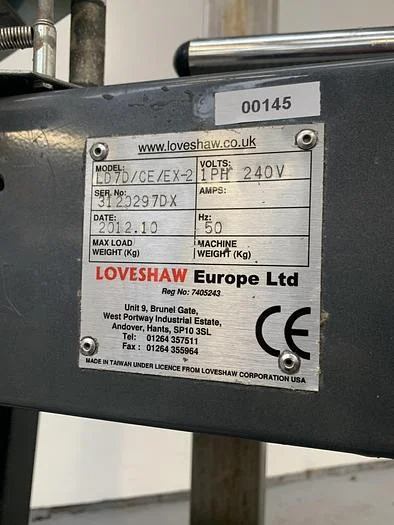 00145
www.loveshaw.co.uk
MODEL: LD7D/CE/EX-2 VOLTS: 1PH 240V
SER. No: 3120297DX AMPS:
DATE: 2012.10 Hz: 50
MAX LOAD WEIGHT (Kg) MACHINE WEIGHT (Kg)
LOVESHAW Europe Ltd
Reg No: 7405243
Unit 9, Brunel Gate,
West Portway Industrial Estate,
Andover, Hants, SP10 3SL
Tel: 01264 357511
Fax : 01264 355964
CE
MADE IN TAIWAN UNDER LICENCE FROM LOVESHAW CORPORATION USA